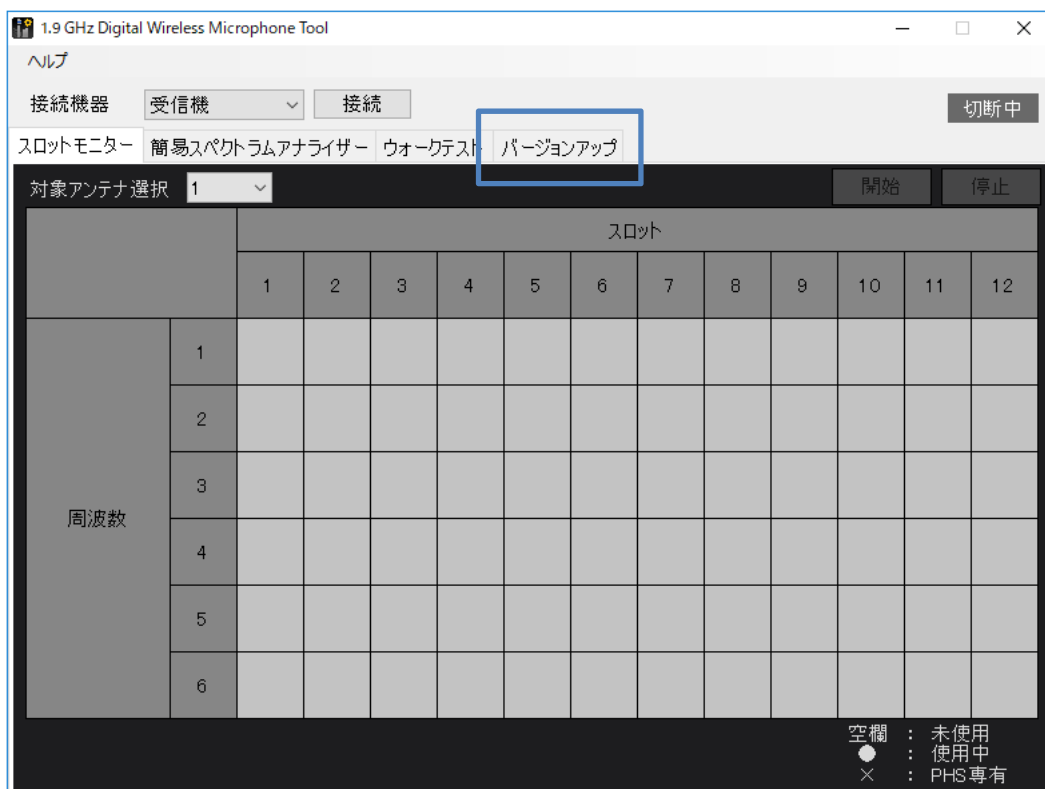 1.9 GHz Digital Wireless Microphone Tool
ヘルプ
接続機器 受信機 接続 切断中
スロットモニター 簡易スペクトラムアナライザー ウォークテスト バージョンアップ
対象アンテナ選択 1 開始 停止
スロット
1 2 3 4 5 6 7 8 9 10 11 12
1
2
3
周波数
4
5
6
空欄 : 未使用
● : 使用中
× : PHS専有